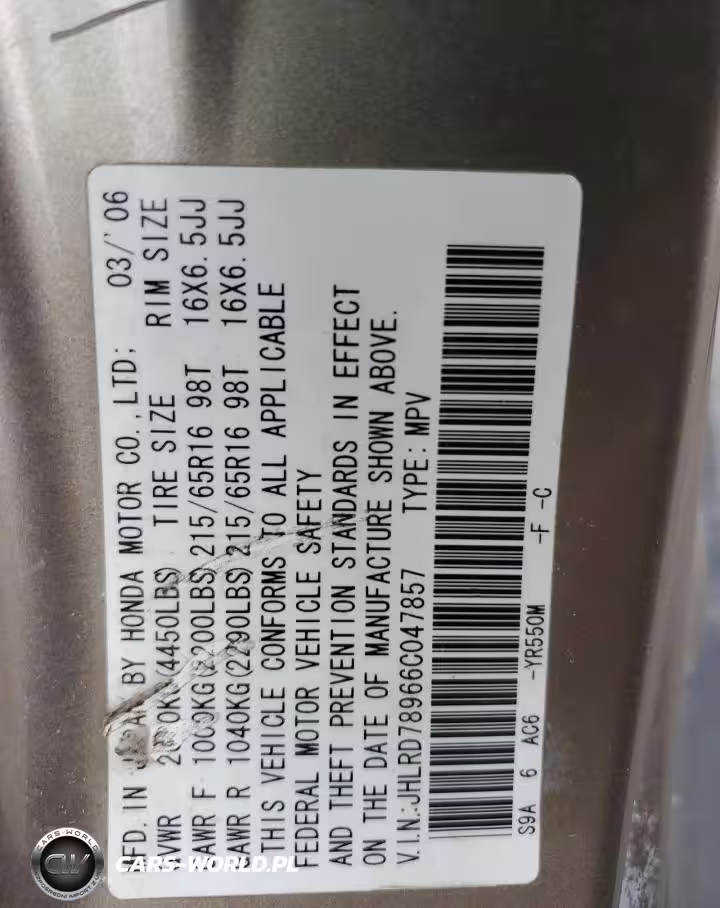 MFD. IN JAPAN BY HONDA MOTOR CO.,LTD; 03/'06
GVWR (4450LBS) TIRE SIZE RIM SIZE
GAWR F 1000KG(2200LBS)215/65R16 98T 16X6.5JJ
GAWR R 1040KG(2290LBS)215/65R16 98T 16X6.5JJ
THIS VEHICLE CONFORMS TO ALL APPLICABLE
FEDERAL MOTOR VEHICLE SAFETY
AND THEFT PREVENTION STANDARDS IN EFFECT
ON THE DATE OF MANUFACTURE SHOWN ABOVE.
V.I.N.:JHLRD78966C047857 TYPE:MPV
S9A 6 AC6 -YR550M -F -C
CARS-WORLD
CW
CARS-WORLD.PL